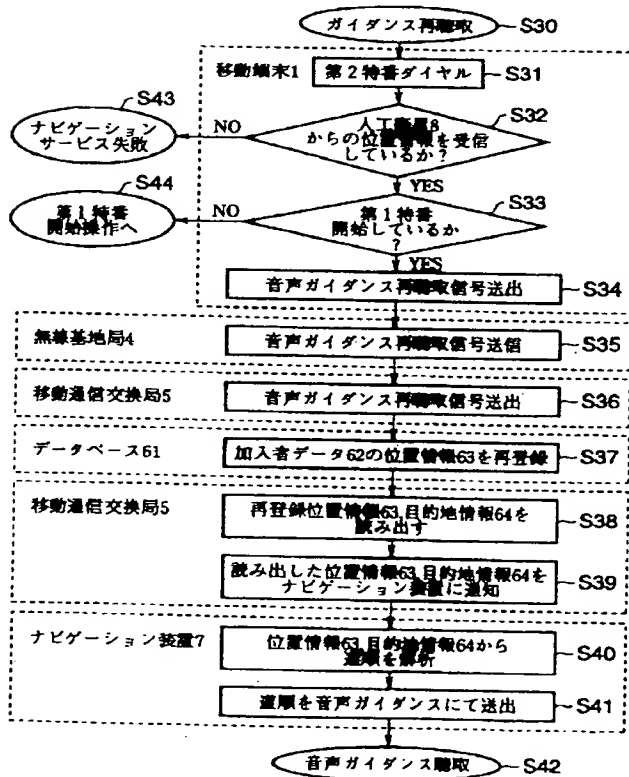 ガイダンス再聴取
S30
移動端末1
第2特番ダイヤル
S31
S43
ナビゲーション
サービス失敗
NO
人工衛星8
からの位置情報を受信
しているか?
S32
YES
S44
第1特番
開始操作へ
NO
第1特番
開始しているか
?
S33
YES
音声ガイダンス再聴取信号送出
S34
無線基地局4
音声ガイダンス再聴取信号送信
S35
移動通信交換局5
音声ガイダンス再聴取信号送出
S36
データベース61
加入者データ62の位置情報63を再登録
S37
移動通信交換局5
再登録位置情報63,目的地情報64を
読み出す
S38
読み出した位置情報63,目的地情報64を
ナビゲーション装置に通知
S39
ナビゲーション装置7
位置情報63,目的地情報64から
道順を解析
S40
道順を音声ガイダンスにて送出
S41
音声ガイダンス聴取
S42